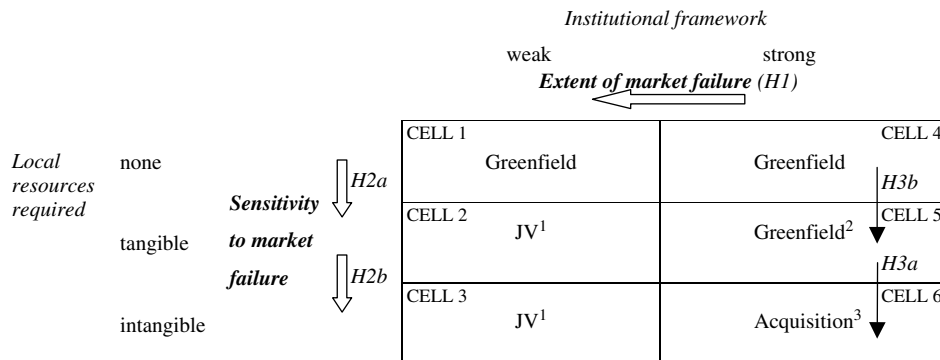 Institutional framework
weak strong
Extent of market failure (H1)
CELL 1 CELL 4
Local resources required
none
Greenfield Greenfield
H2a H3b
Sensitivity to market failure
CELL 2 CELL 5
tangible
JV¹ Greenfield²
H2b H3a
CELL 3 CELL 6
intangible
JV¹ Acquisition³